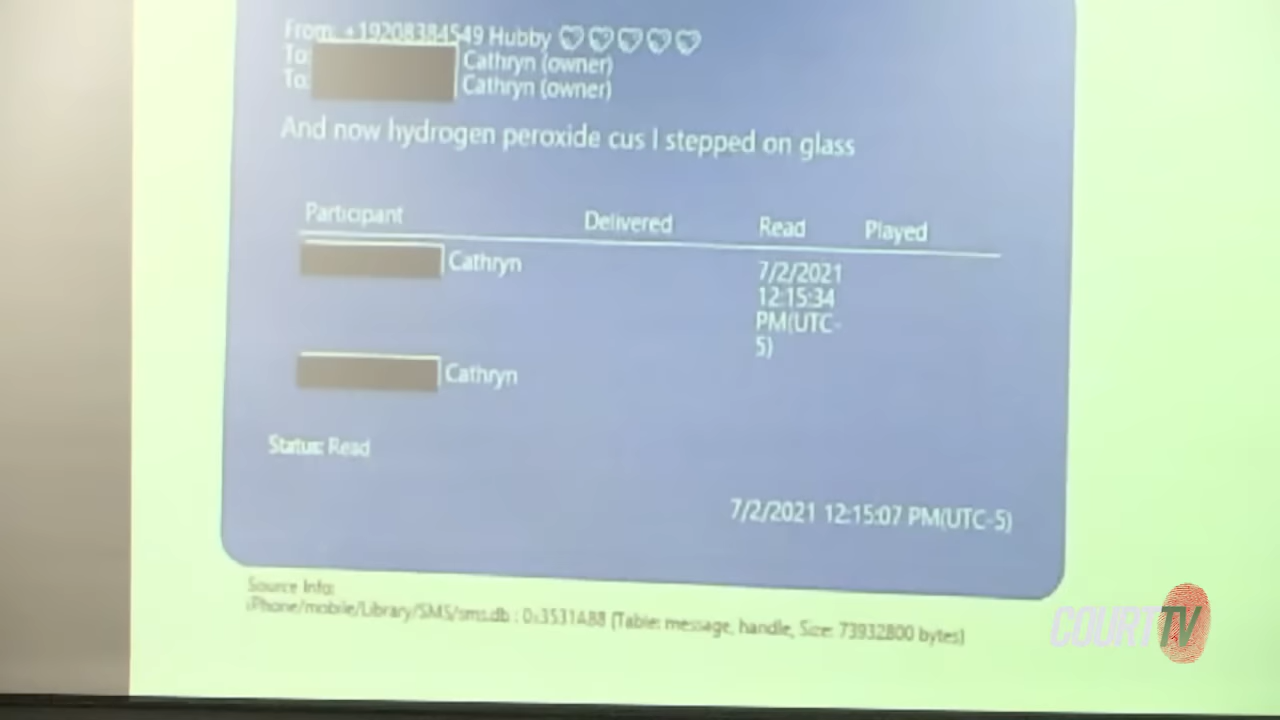 From: +19208384549 Hubby
To: Cathryn (owner)
To: Cathryn (owner)
And now hydrogen peroxide cus I stepped on glass
Participant Delivered Read Played
Cathryn 7/2/2021
12:15:34
PM(UTC-
5)
Cathryn
Status: Read
7/2/2021 12:15:07 PM(UTC-5)
Source Info:
iPhone/mobile/Library/SMS/sms.db : 0x3531A88 (Table: message, handle, Size: 73932800 bytes)
COURT TV